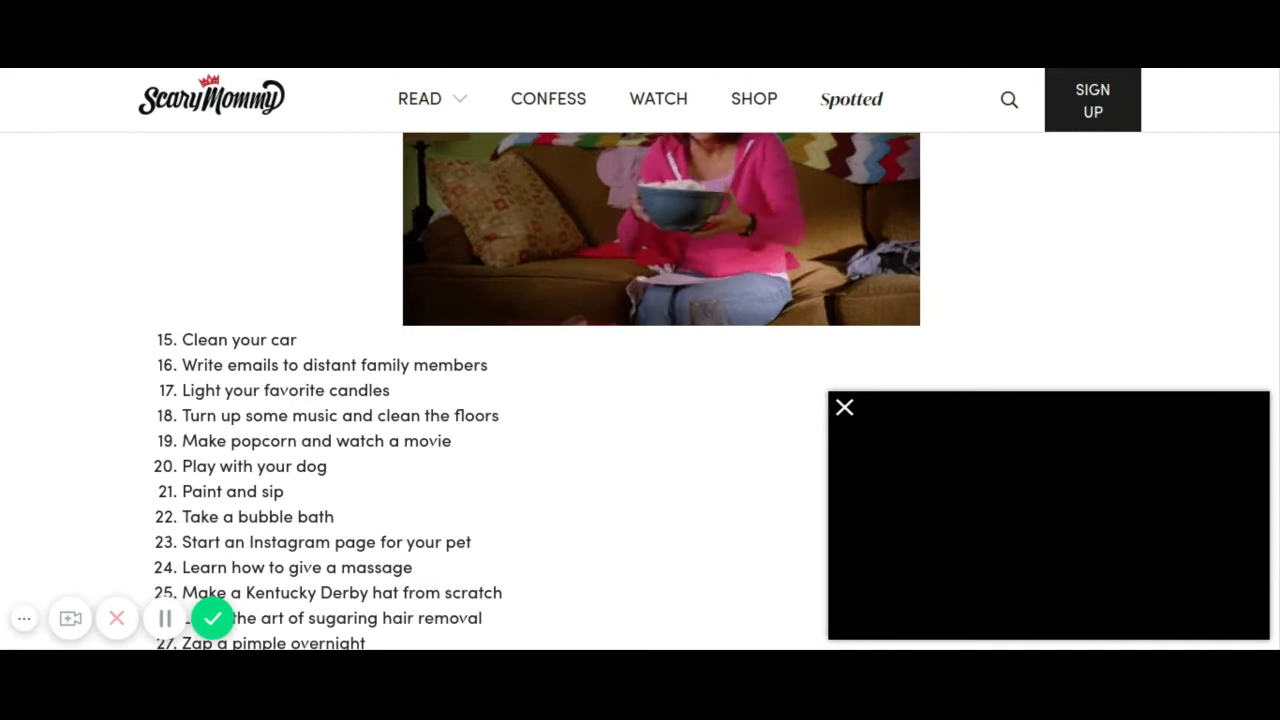 Scary Mommy
READ
CONFESS
WATCH
SHOP
Spotted
SIGN
UP
15. Clean your car
16. Write emails to distant family members
17. Light your favorite candles
18. Turn up some music and clean the floors
19. Make popcorn and watch a movie
20. Play with your dog
21. Paint and sip
22. Take a bubble bath
23. Start an Instagram page for your pet
24. Learn how to give a massage
25. Make a Kentucky Derby hat from scratch
the art of sugaring hair removal
27. Zap a pimple overnight